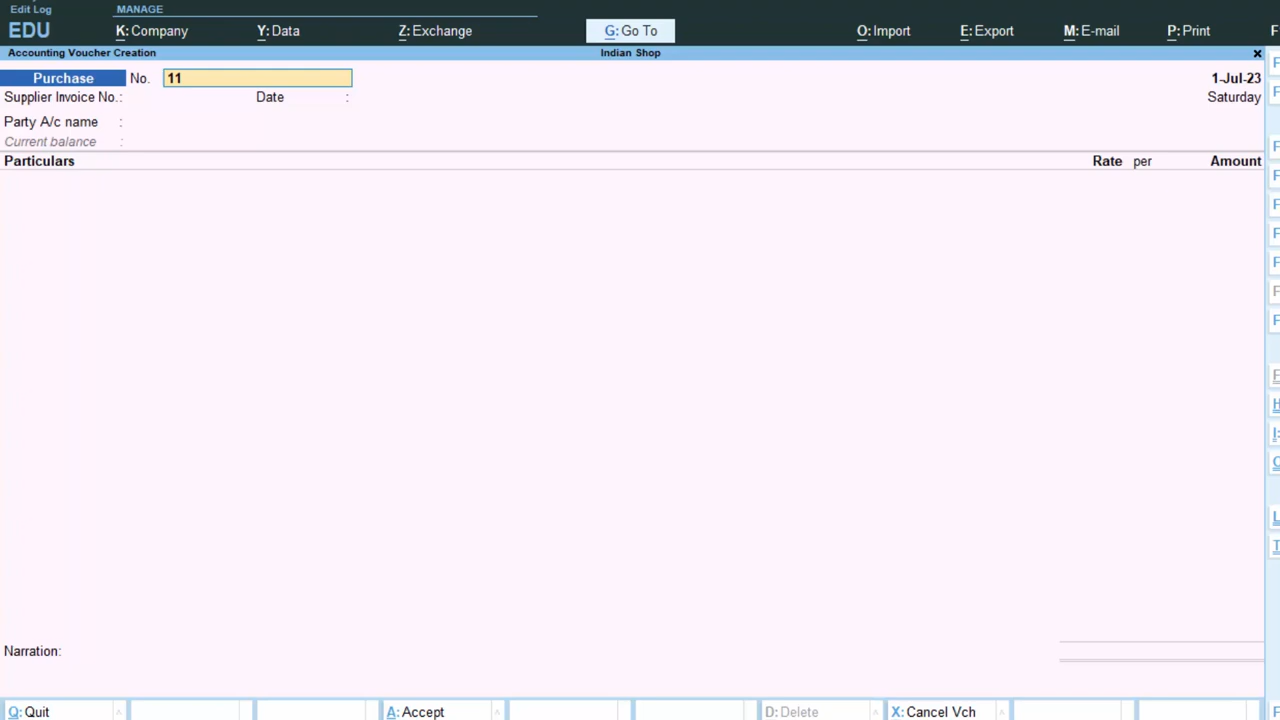 Edit Log MANAGE
EDU K: Company Y: Data Z: Exchange G: Go To O: Import E: Export M: E-mail P: Print F
Accounting Voucher Creation Indian Shop x
Purchase No. 11 1-Jul-23
Supplier Invoice No.: Date : Saturday
Party A/c name :
Current balance :
Particulars Rate per Amount
Narration:
Q: Quit A: Accept D: Delete X: Cancel Vch